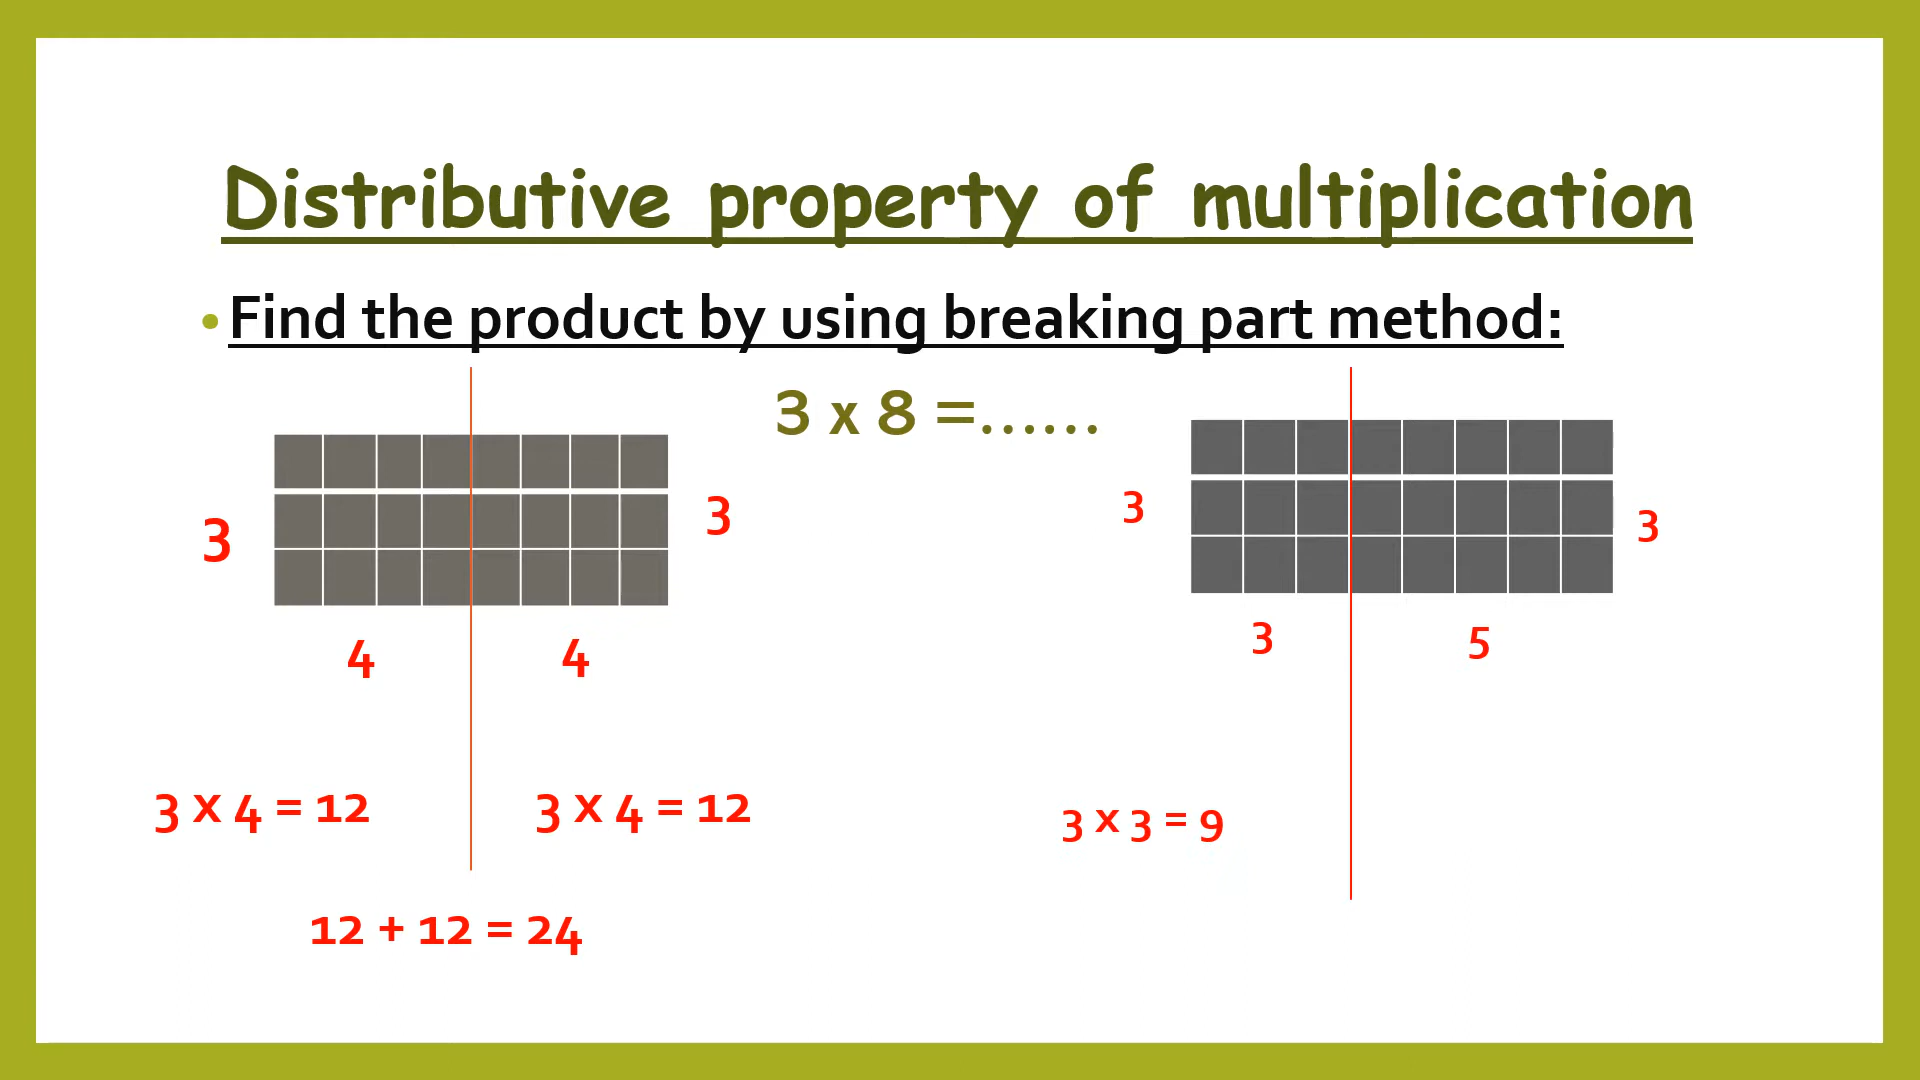 Distributive property of multiplication
• Find the product by using breaking part method:
3 x 8 =......
3
3
4
4
3 x 4 = 12
3 x 4 = 12
12 + 12 = 24
3
3
3
5
3 x 3 = 9